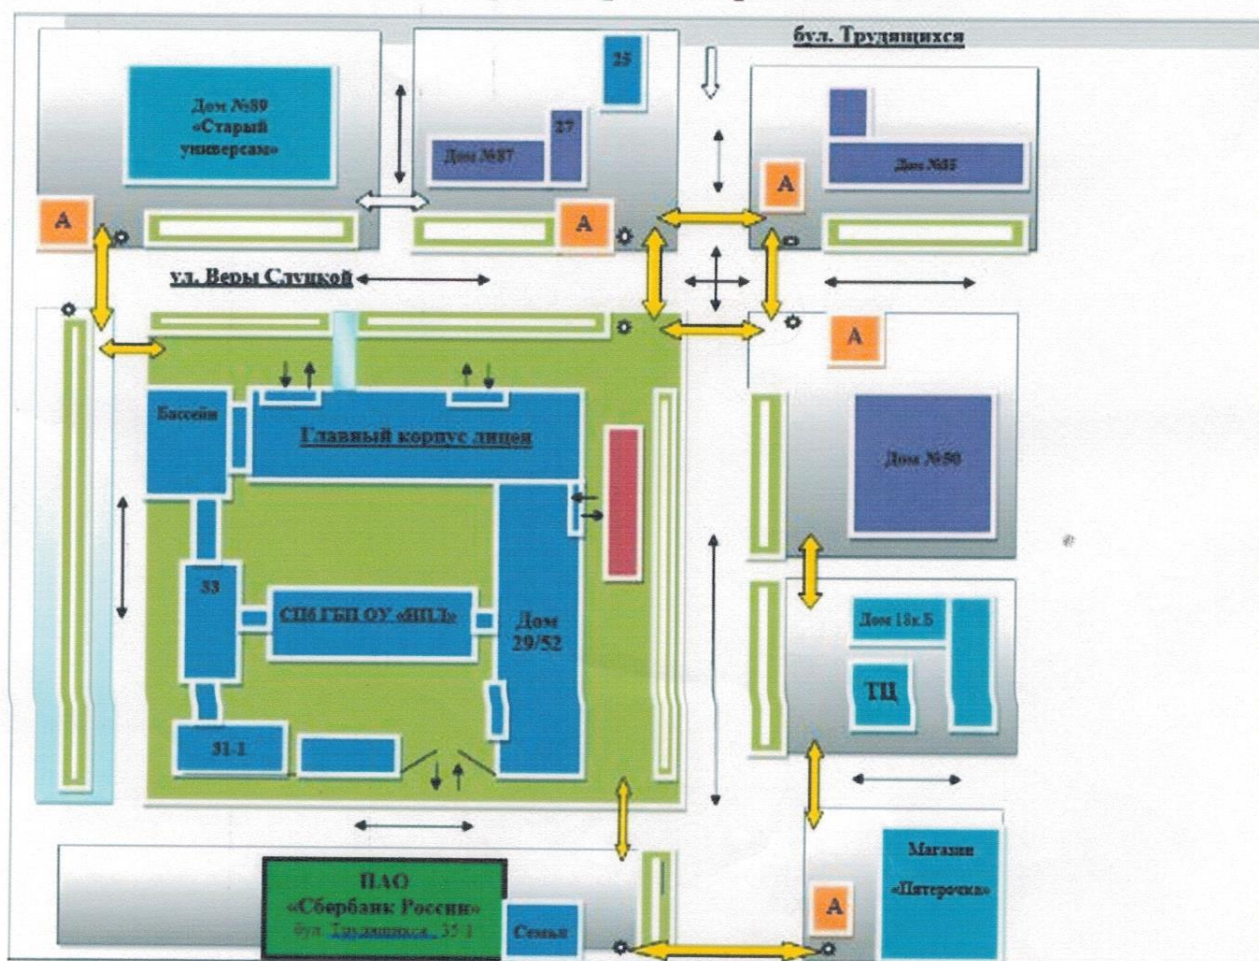 бул. Трудящихся
25
Дом №89
«Старый
универсам»
27
Дом №87
Дом №85
А
А
А
ул. Веры Слуцкой
А
Бассейн
Главный корпус лицея
Дом №50
33
СПб ГБП ОУ «ИПЛ»
Дом
29/52
Дом 18к.Б
ТЦ
31-1
Магазин
«Пятерочка»
ПАО
«Сбербанк России»
бул. Трудящихся, 35-1
Семья
А